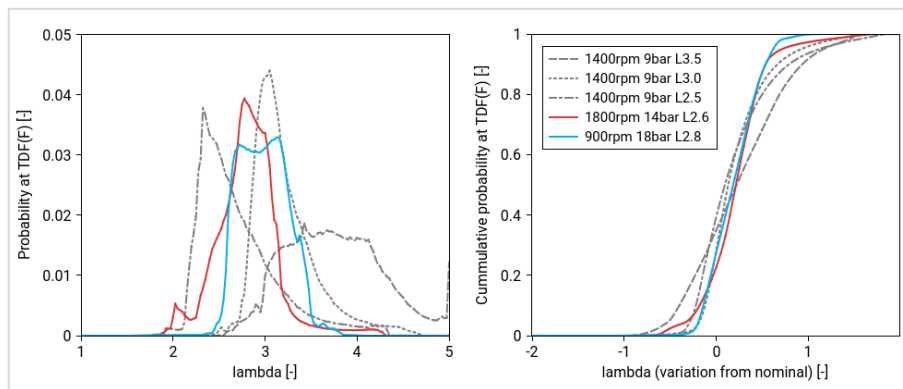 0.05
0.04
0.03
0.02
0.01
0
Probability at TDF(F) [-]
1 2 3 4 5
lambda [-]
1
0.8
0.6
0.4
0.2
0
Cummulative probability at TDF(F) [-]
1400rpm 9bar L3.5
1400rpm 9bar L3.0
1400rpm 9bar L2.5
1800rpm 14bar L2.6
900rpm 18bar L2.8
-2 -1 0 1
lambda (variation from nominal) [-]